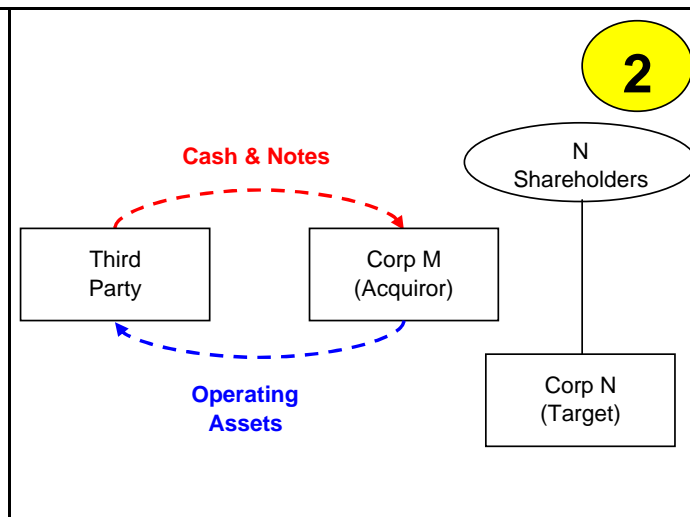 2
Cash & Notes
N
Shareholders
Third
Party
Corp M
(Acquiror)
Operating
Assets
Corp N
(Target)